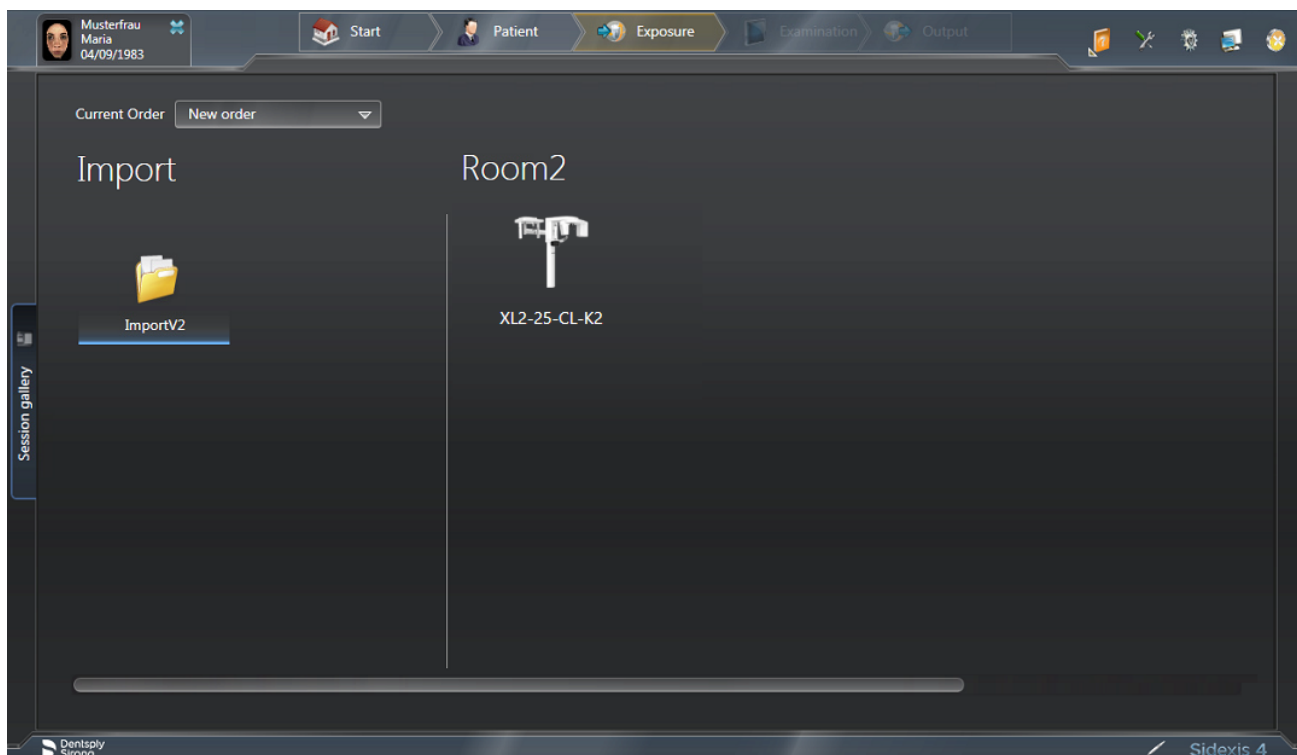 Musterfrau
Maria
04/09/1983
Start
Patient
Exposure
Examination
Output
Current Order
New order
Import
Room2
ImportV2
XL2-25-CL-K2
Session gallery
Dentsply
Sirona
Sidexis 4